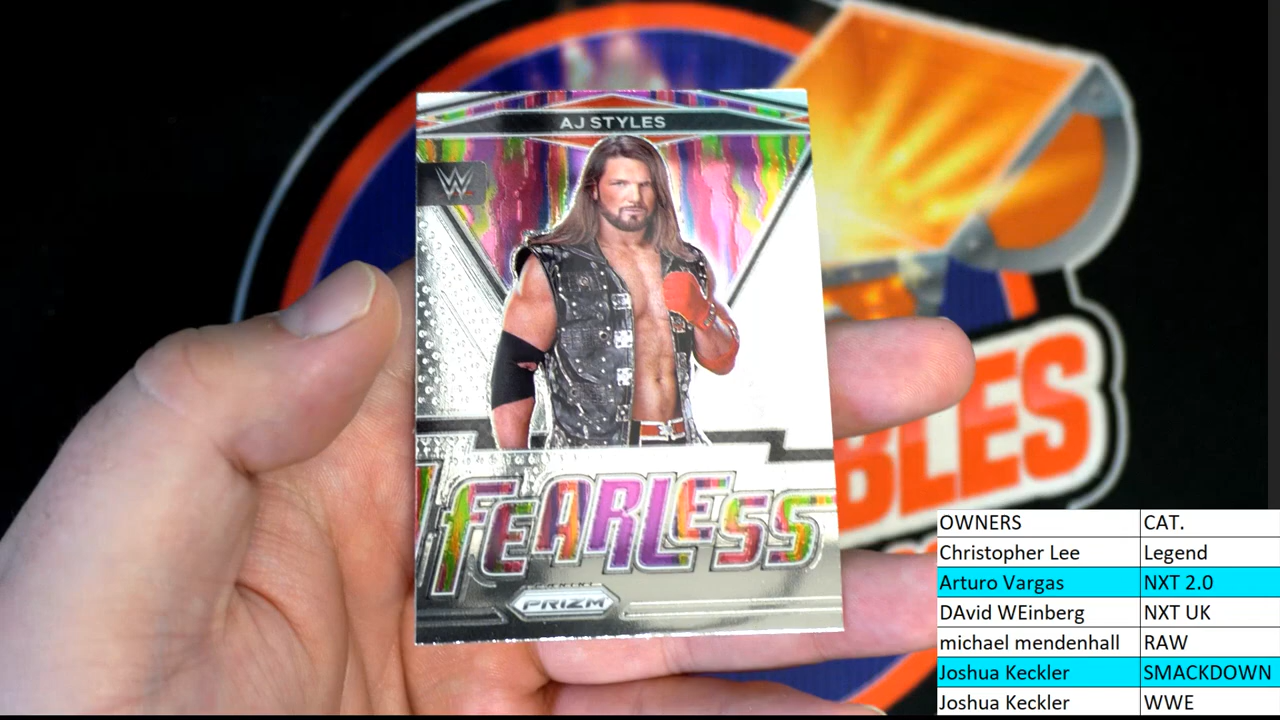 AJ STYLES
W
FEARLESS
PANINI
PRIZM
BLES
OWNERS CAT.
Christopher Lee Legend
Arturo Vargas NXT 2.0
DAvid WEinberg NXT UK
michael mendenhall RAW
Joshua Keckler SMACKDOWN
Joshua Keckler WWE